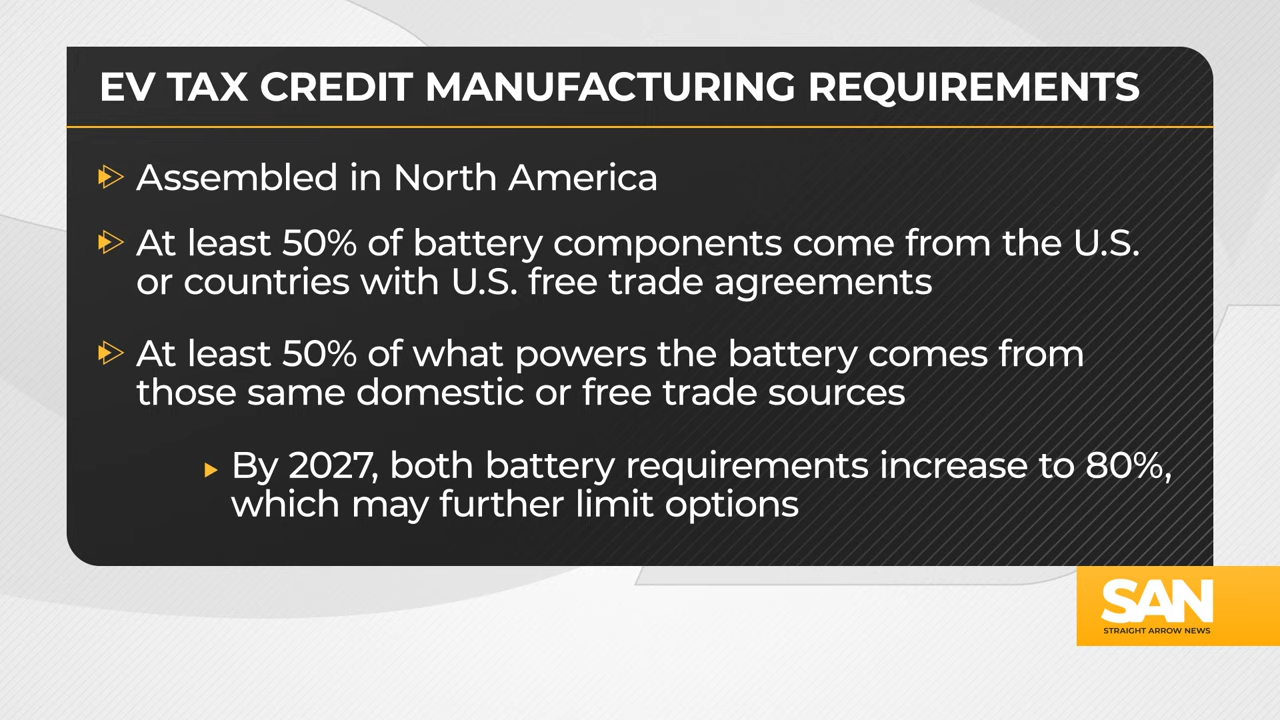 EV TAX CREDIT MANUFACTURING REQUIREMENTS
Assembled in North America
At least 50% of battery components come from the U.S.
or countries with U.S. free trade agreements
At least 50% of what powers the battery comes from
those same domestic or free trade sources
By 2027, both battery requirements increase to 80%,
which may further limit options
SAN
STRAIGHT ARROW NEWS